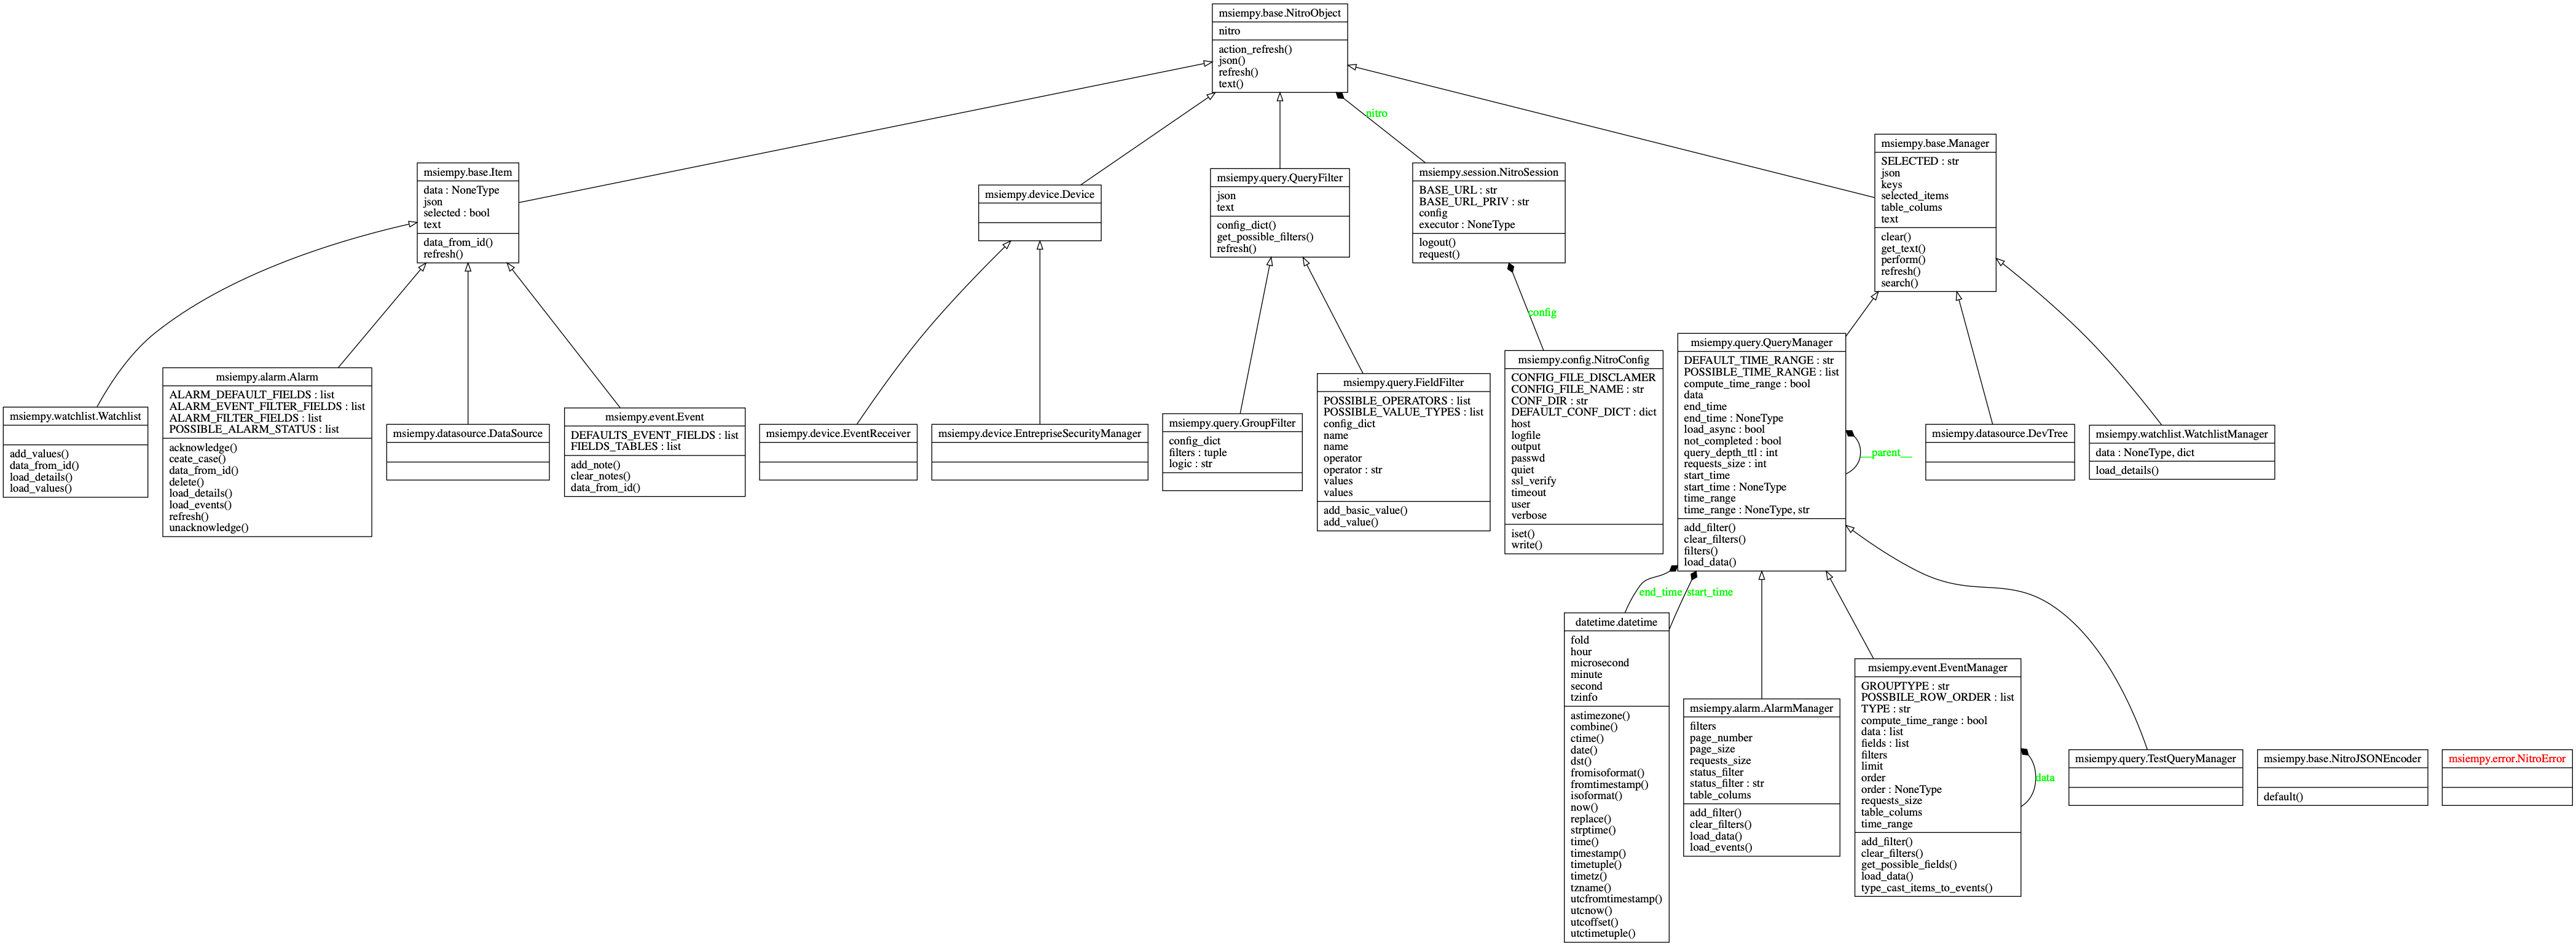 msiempy.base.NitroObject
nitro
action_refresh()
json()
refresh()
text()
nitro
msiempy.base.Item
data : NoneType
json
selected : bool
text
data_from_id()
refresh()
msiempy.device.Device
msiempy.query.QueryFilter
json
text
config_dict()
get_possible_filters()
refresh()
msiempy.session.NitroSession
BASE_URL : str
BASE_URL_PRIV : str
config
executor : NoneType
logout()
request()
msiempy.base.Manager
SELECTED : str
json
keys
selected_items
table_colums
text
clear()
get_text()
perform()
refresh()
search()
config
msiempy.watchlist.Watchlist
add_values()
data_from_id()
load_details()
load_values()
msiempy.alarm.Alarm
ALARM_DEFAULT_FIELDS : list
ALARM_EVENT_FILTER_FIELDS : list
ALARM_FILTER_FIELDS : list
POSSIBLE_ALARM_STATUS : list
acknowledge()
ceate_case()
data_from_id()
delete()
load_details()
load_events()
refresh()
unacknowledge()
msiempy.datasource.DataSource
msiempy.event.Event
DEFAULTS_EVENT_FIELDS : list
FIELDS_TABLES : list
add_note()
clear_notes()
data_from_id()
msiempy.device.EventReceiver
msiempy.device.EntrepriseSecurityManager
msiempy.query.GroupFilter
config_dict
filters : tuple
logic : str
msiempy.query.FieldFilter
POSSIBLE_OPERATORS : list
POSSIBLE_VALUE_TYPES : list
config_dict
name
name
operator
operator : str
values
values
add_basic_value()
add_value()
msiempy.config.NitroConfig
CONFIG_FILE_DISCLAMER
CONFIG_FILE_NAME : str
CONF_DIR : str
DEFAULT_CONF_DICT : dict
host
logfile
output
passwd
quiet
ssl_verify
timeout
user
verbose
iset()
write()
msiempy.query.QueryManager
DEFAULT_TIME_RANGE : str
POSSIBLE_TIME_RANGE : list
compute_time_range : bool
data
end_time
end_time : NoneType
load_async : bool
not_completed : bool
query_depth_ttl : int
requests_size : int
start_time
start_time : NoneType
time_range
time_range : NoneType, str
add_filter()
clear_filters()
filters()
load_data()
__parent__
msiempy.datasource.DevTree
msiempy.watchlist.WatchlistManager
data : NoneType, dict
load_details()
end_time
start_time
datetime.datetime
fold
hour
microsecond
minute
second
tzinfo
astimezone()
combine()
ctime()
date()
dst()
fromisoformat()
fromtimestamp()
isoformat()
now()
replace()
strptime()
time()
timestamp()
timetuple()
timetz()
tzname()
utcfromtimestamp()
utcnow()
utcoffset()
utctimetuple()
msiempy.alarm.AlarmManager
filters
page_number
page_size
requests_size
status_filter
status_filter : str
table_colums
add_filter()
clear_filters()
load_data()
load_events()
msiempy.event.EventManager
GROUPTYPE : str
POSSBILE_ROW_ORDER : list
TYPE : str
compute_time_range : bool
data : list
fields : list
filters
limit
order
order : NoneType
requests_size
table_colums
time_range
add_filter()
clear_filters()
get_possible_fields()
load_data()
type_cast_items_to_events()
data
msiempy.query.TestQueryManager
msiempy.base.NitroJSONEncoder
default()
msiempy.error.NitroError